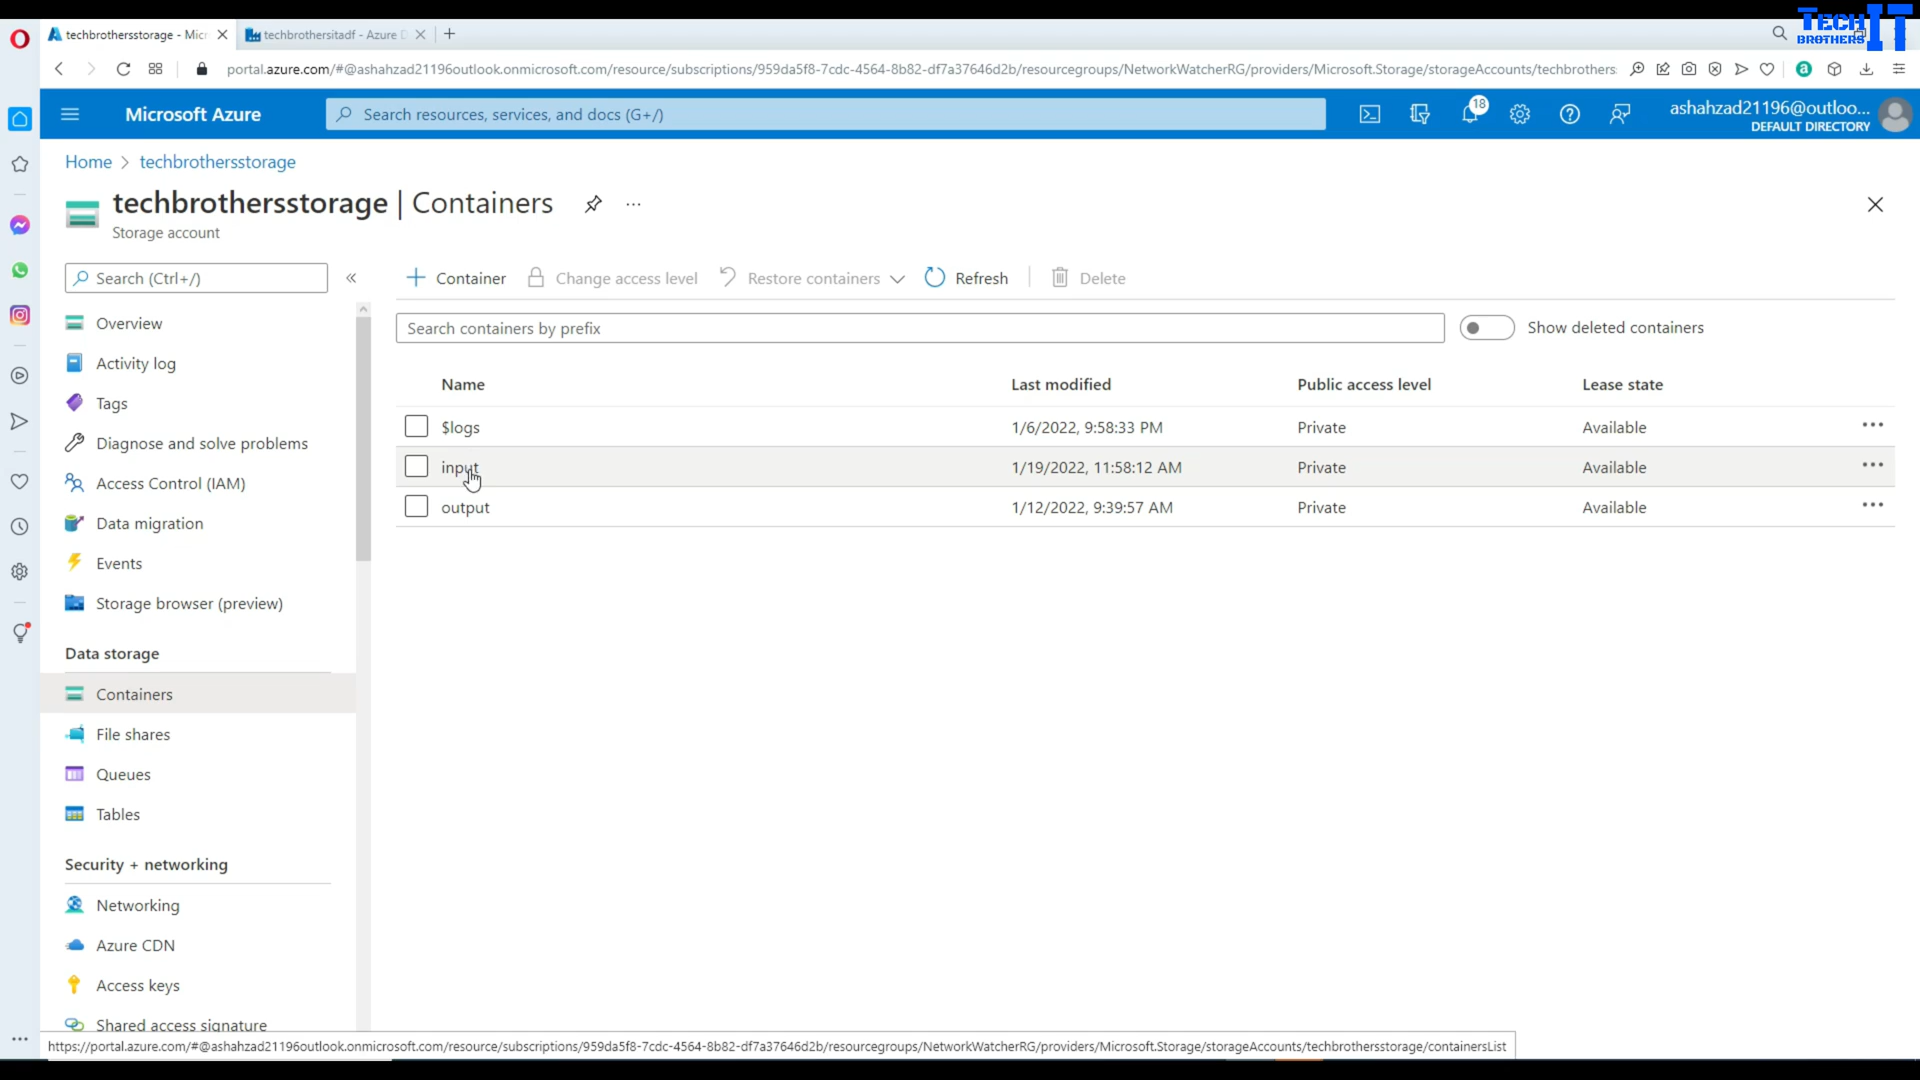 TECH IT
BROTHERS
techbrothersstorage - Micr
techbrothersitadf - Azure D
portal.azure.com/#@ashahzad21196outlook.onmicrosoft.com/resource/subscriptions/959da5f8-7cdc-4564-8b82-df7a37646d2b/resourcegroups/NetworkWatcherRG/providers/Microsoft.Storage/storageAccounts/techbrothers
a
Microsoft Azure
Search resources, services, and docs (G+/)
18
ashahzad21196@outloo...
DEFAULT DIRECTORY
Home > techbrothersstorage
techbrothersstorage | Containers
Storage account
Search (Ctrl+/)
Container
Change access level
Restore containers
Refresh
Delete
Search containers by prefix
Show deleted containers
Name Last modified Public access level Lease state
$logs 1/6/2022, 9:58:33 PM Private Available
input 1/19/2022, 11:58:12 AM Private Available
output 1/12/2022, 9:39:57 AM Private Available
Overview
Activity log
Tags
Diagnose and solve problems
Access Control (IAM)
Data migration
Events
Storage browser (preview)
Data storage
Containers
File shares
Queues
Tables
Security + networking
Networking
Azure CDN
Access keys
Shared access signature
https://portal.azure.com/#@ashahzad21196outlook.onmicrosoft.com/resource/subscriptions/959da5f8-7cdc-4564-8b82-df7a37646d2b/resourcegroups/NetworkWatcherRG/providers/Microsoft.Storage/storageAccounts/techbrothersstorage/containersList